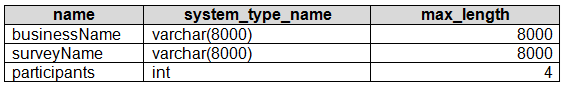 name system_type_name max_length
businessName varchar(8000) 8000
surveyName varchar(8000) 8000
participants int 4